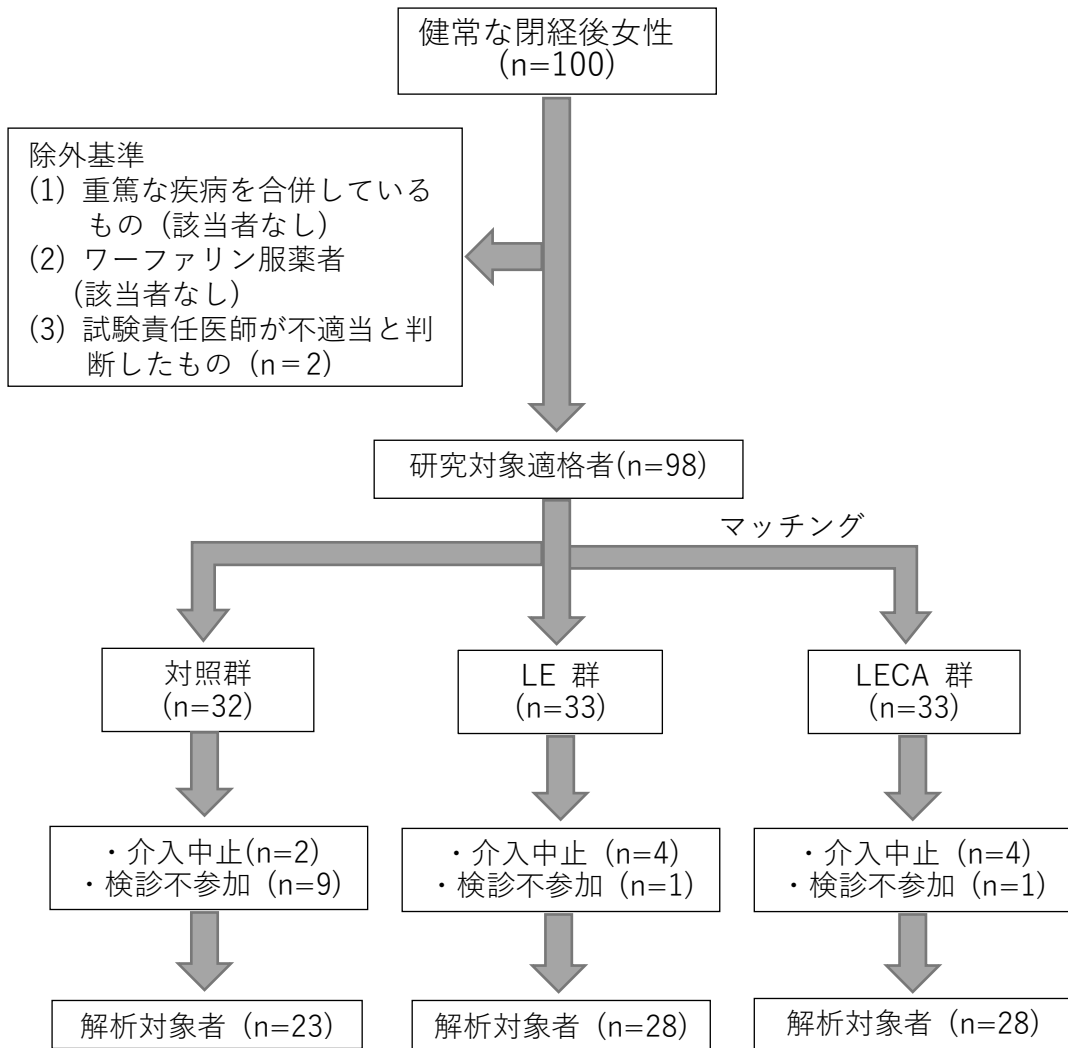 健常な閉経後女性
(n=100)
除外基準
(1) 重篤な疾病を合併している
もの (該当者なし)
(2) ワーファリン服薬者
(該当者なし)
(3) 試験責任医師が不適当と判
断したもの (n=2)
研究対象適格者(n=98)
マッチング
対照群
(n=32)
LE 群
(n=33)
LECA 群
(n=33)
・介入中止(n=2)
・検診不参加 (n=9)
・介入中止 (n=4)
・検診不参加 (n=1)
・介入中止 (n=4)
・検診不参加 (n=1)
解析対象者 (n=23)
解析対象者 (n=28)
解析対象者 (n=28)